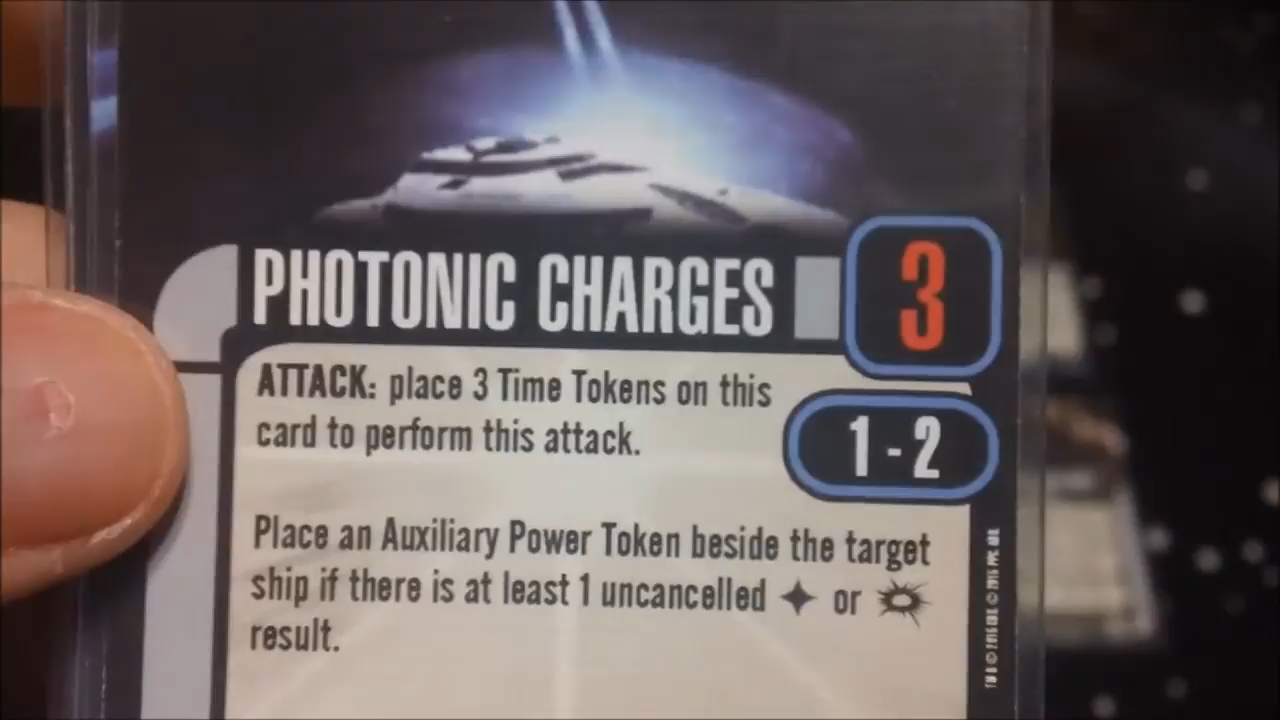 PHOTONIC CHARGES
3
ATTACK: place 3 Time Tokens on this
card to perform this attack.
1 - 2
Place an Auxiliary Power Token beside the target
ship if there is at least 1 uncancelled or
result.